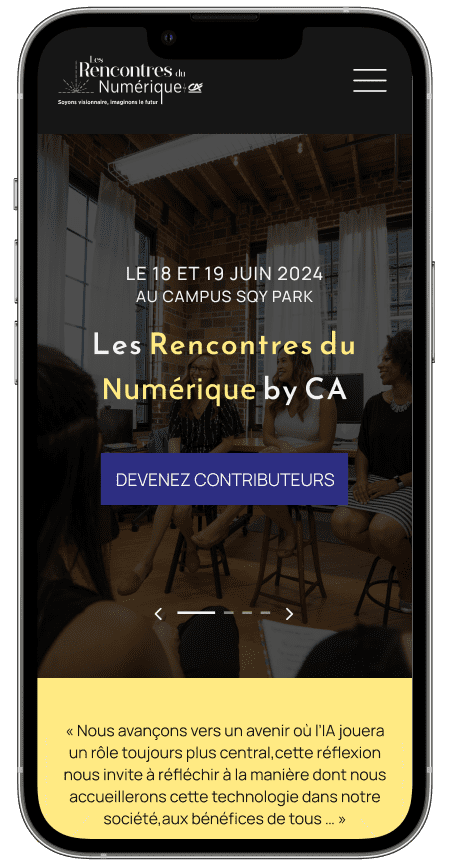 Les
Rencontres du
Numérique
CA
Soyons visionnaire, imaginons le futur
LE 18 ET 19 JUIN 2024
AU CAMPUS SQY PARK
Les Rencontres du
Numérique by CA
DEVENEZ CONTRIBUTEURS
« Nous avançons vers un avenir où l'IA jouera
un rôle toujours plus central,cette réflexion
nous invite à réfléchir à la manière dont nous
accueillerons cette technologie dans notre
société,aux bénéfices de tous ... »